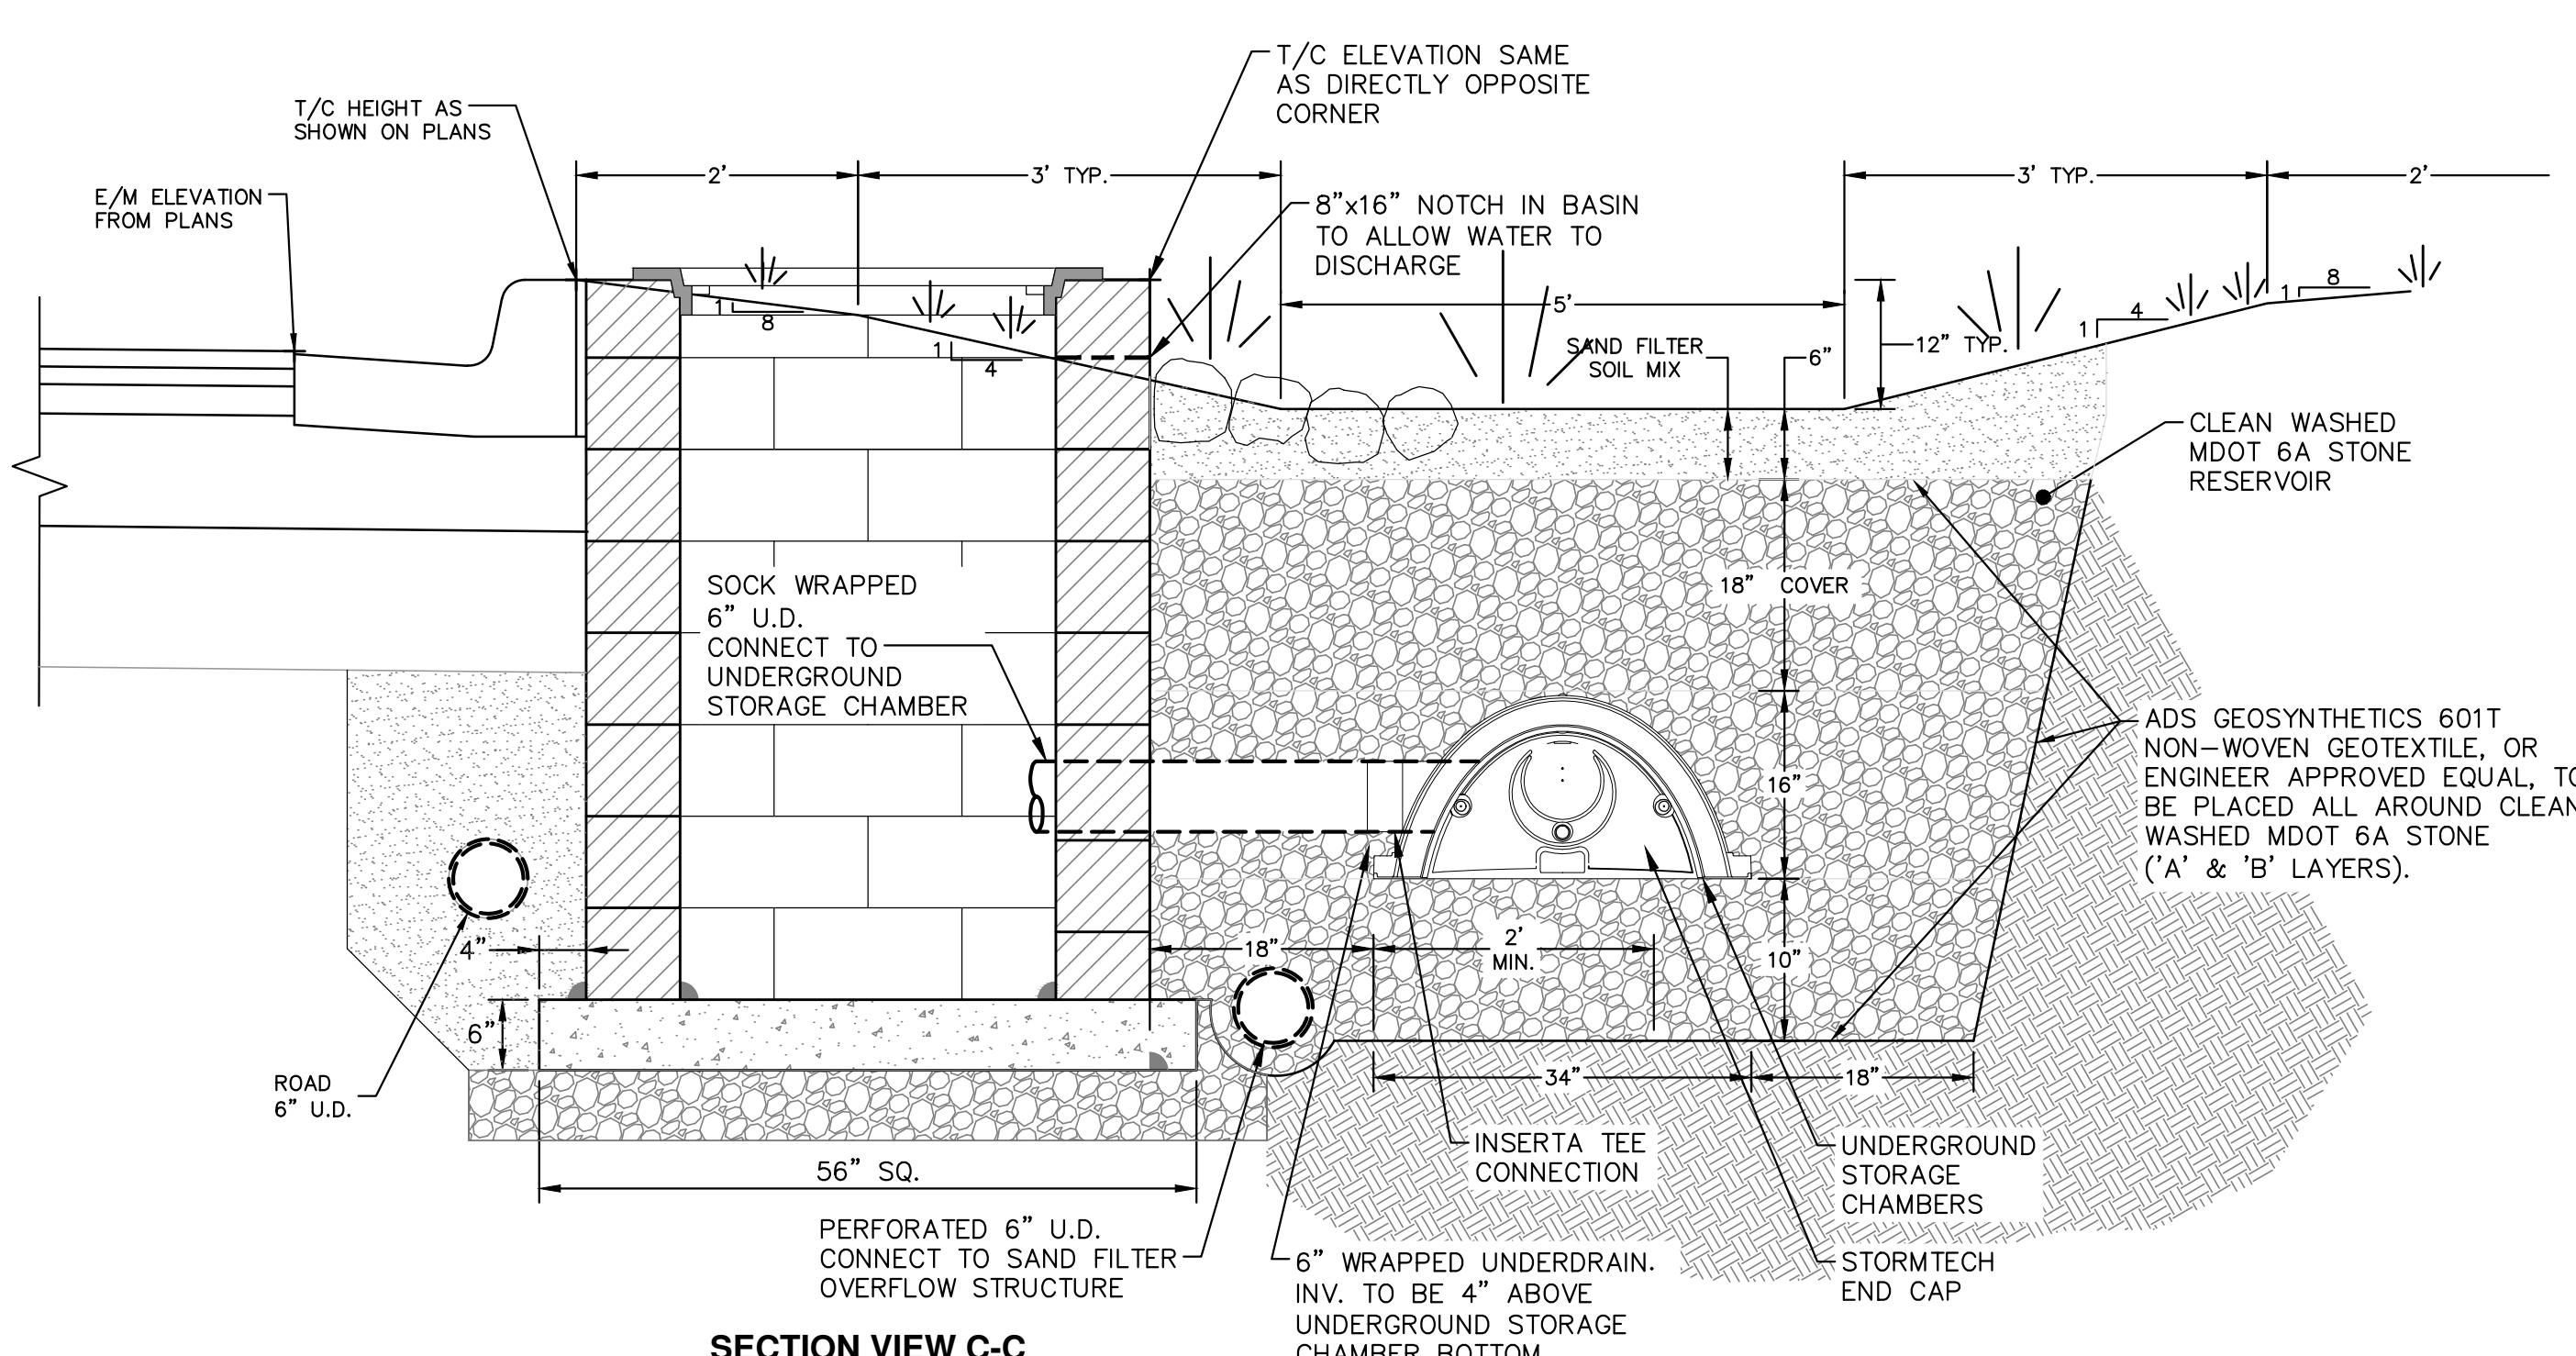 T/C ELEVATION SAME
AS DIRECTLY OPPOSITE
CORNER
T/C HEIGHT AS
SHOWN ON PLANS
E/M ELEVATION
FROM PLANS
2'
3' TYP.
3' TYP.
2'
8"x16" NOTCH IN BASIN
TO ALLOW WATER TO
DISCHARGE
1
8
1
4
5'
SAND FILTER
SOIL MIX
6"
12" TYP.
1
4
1
8
CLEAN WASHED
MDOT 6A STONE
RESERVOIR
SOCK WRAPPED
6" U.D.
CONNECT TO
UNDERGROUND
STORAGE CHAMBER
18" COVER
16"
10"
ADS GEOSYNTHETICS 601T
NON-WOVEN GEOTEXTILE, OR
ENGINEER APPROVED EQUAL,
BE PLACED ALL AROUND CLEAN
WASHED MDOT 6A STONE
('A' & 'B' LAYERS).
4"
6"
18"
2'
MIN.
34"
18"
ROAD
6" U.D.
56" SQ.
INSERTA TEE
CONNECTION
UNDERGROUND
STORAGE
CHAMBERS
PERFORATED 6" U.D.
CONNECT TO SAND FILTER
OVERFLOW STRUCTURE
6" WRAPPED UNDERDRAIN.
INV. TO BE 4" ABOVE
UNDERGROUND STORAGE
CHAMBER BOTTOM
STORMTECH
END CAP
SECTION VIEW C-C